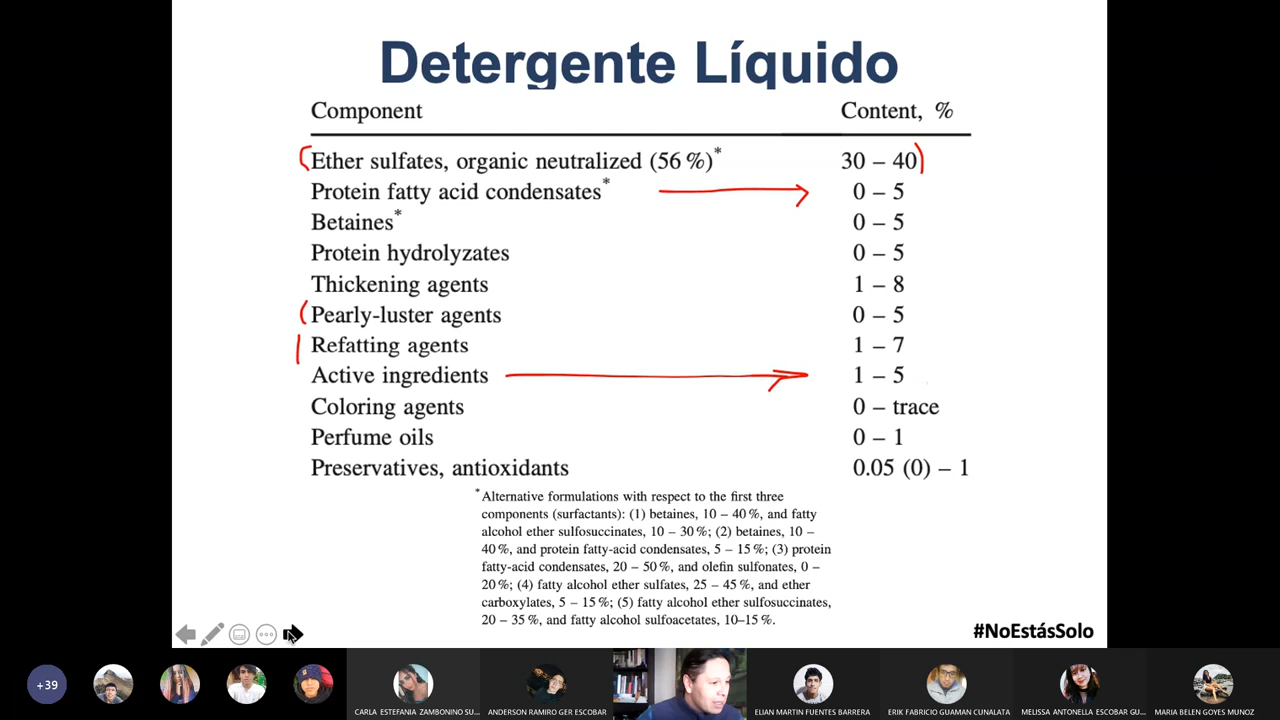 Detergente Líquido
Component Content, %
Ether sulfates, organic neutralized (56 %)* 30 – 40
Protein fatty acid condensates* 0 – 5
Betaines* 0 – 5
Protein hydrolyzates 0 – 5
Thickening agents 1 – 8
Pearly-luster agents 0 – 5
Refatting agents 1 – 7
Active ingredients 1 – 5
Coloring agents 0 – trace
Perfume oils 0 – 1
Preservatives, antioxidants 0.05 (0) – 1
* Alternative formulations with respect to the first three
components (surfactants): (1) betaines, 10 – 40 %, and fatty
alcohol ether sulfosuccinates, 10 – 30 %; (2) betaines, 10 –
40 %, and protein fatty-acid condensates, 5 – 15 %; (3) protein
fatty-acid condensates, 20 – 50 %, and olefin sulfonates, 0 –
20 %; (4) fatty alcohol ether sulfates, 25 – 45 %, and ether
carboxylates, 5 – 15 %; (5) fatty alcohol ether sulfosuccinates,
20 – 35 %, and fatty alcohol sulfoacetates, 10–15 %.
#NoEstásSolo
+39
CARLA ESTEFANIA ZAMBONINO SU...
ANDERSON RAMIRO GER ESCOBAR
ELIAN MARTIN FUENTES BARRERA
ERIK FABRICIO GUAMAN CUNALATA
MELISSA ANTONELLA ESCOBAR GU...
MARIA BELEN GOYES MUNOZ